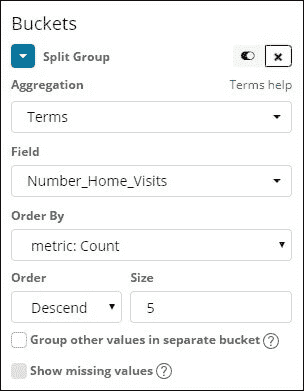 Buckets
Split Group
Aggregation Terms help
Terms
Field
Number_Home_Visits
Order By
metric: Count
Order Size
Descend 5
Group other values in separate bucket ?
Show missing values ?